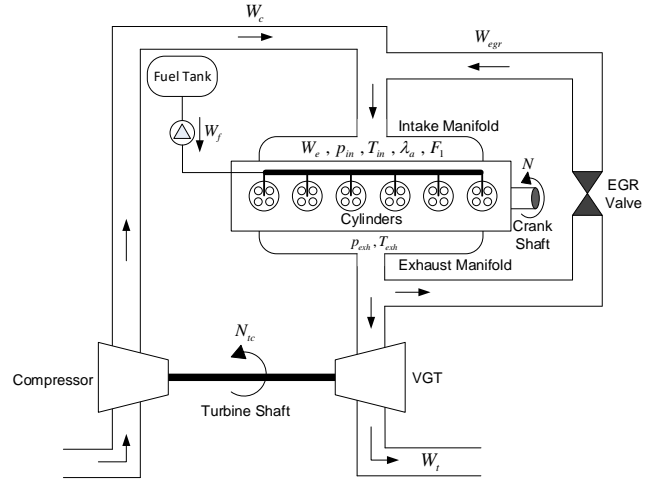 W_c
W_egr
Fuel Tank
W_f
Intake Manifold
W_e , p_in , T_in , λ_a , F_1
N
EGR
Valve
Cylinders
Crank
Shaft
p_exh , T_exh
Exhaust Manifold
N_tc
Compressor
VGT
Turbine Shaft
W_t